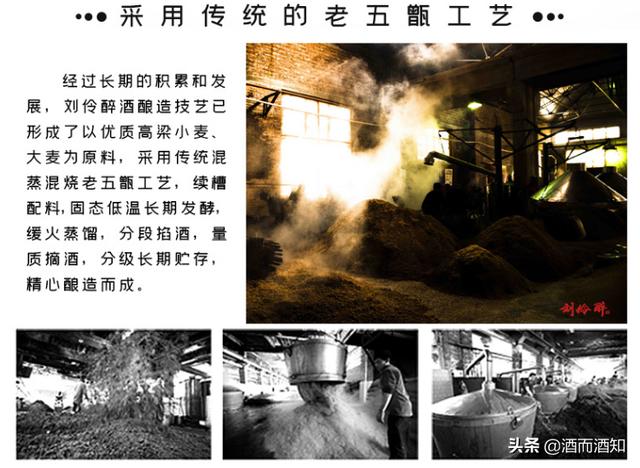 采用传统的老五甑工艺
经过长期的积累和发
展，刘伶醉酒酿造技艺已
形成了以优质高梁小麦、
大麦为原料，采用传统混
蒸混烧老五甑工艺，续槽
配料,固态低温长期发酵，
缓火蒸馏，分段掐酒，量
质摘酒，分级长期贮存，
精心酿造而成。
刘伶醉
头条 @酒而酒知